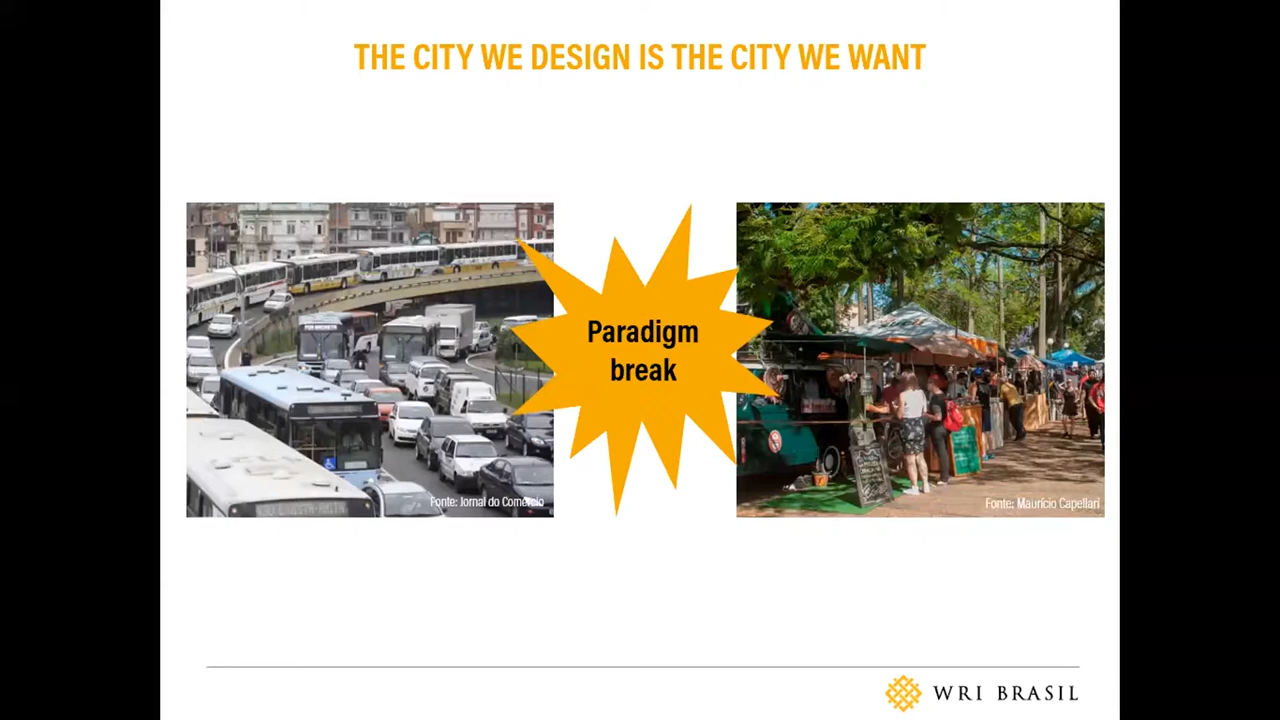 THE CITY WE DESIGN IS THE CITY WE WANT
Paradigm
break
Fonte: Jornal do Comércio
Fonte: Maurício Capellari
WRI BRASIL